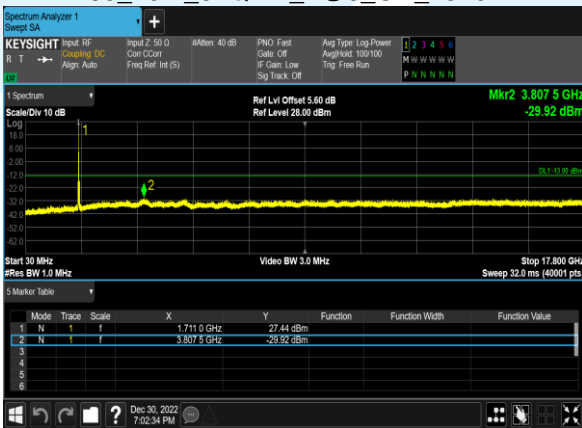 Spectrum Analyzer 1
Swept SA
KEYSIGHT
R T
LW
Input: RF
Coupling: DC
Align: Auto
Input Z: 50 Ω
Corr CCorr
Freq Ref: Int (S)
#Atten: 40 dB
PNO: Fast
Gate: Off
IF Gain: Low
Sig Track: Off
Avg Type: Log-Power
Avg|Hold: 100/100
Trig: Free Run
1 2 3 4 5 6
M W W W W W
P N N N N N
1 Spectrum
Scale/Div 10 dB
Ref Lvl Offset 5.60 dB
Ref Level 28.00 dBm
Mkr2 3.807 5 GHz
-29.92 dBm
Log
18.0
8.00
-2.00
-12.0
-22.0
-32.0
-42.0
-52.0
-62.0
1
2
DL1 -13.00 dBm
Start 30 MHz
#Res BW 1.0 MHz
Video BW 3.0 MHz
Stop 17.800 GHz
Sweep 32.0 ms (40001 pts)
5 Marker Table
Mode Trace Scale X Y Function Function Width Function Value
1 N 1 f 1.711 0 GHz 27.44 dBm
2 N 1 f 3.807 5 GHz -29.92 dBm
3
4
5
6
?
Dec 30, 2022
7:02:34 PM